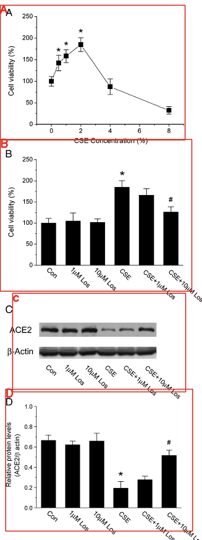 A
A
250
200
150
100
50
0
Cell viability (%)
*
*
*
0 2 4 6 8
CSE Concentration (%)
B
B
250
200
150
100
50
0
Cell viability (%)
*
#
Con 1μM Los 10μM Los CSE CSE+1μM Los CSE+10μM Los
C
C
ACE2
β-Actin
Con 1μM Los 10μM Los CSE CSE+1μM Los CSE+10μM Los
D
D
1.0
0.8
0.6
0.4
0.2
0.0
Relative protein levels
(ACE2/β actin)
*
#
Con 1μM Los 10μM Los CSE CSE+1μM Los CSE+10μM Los